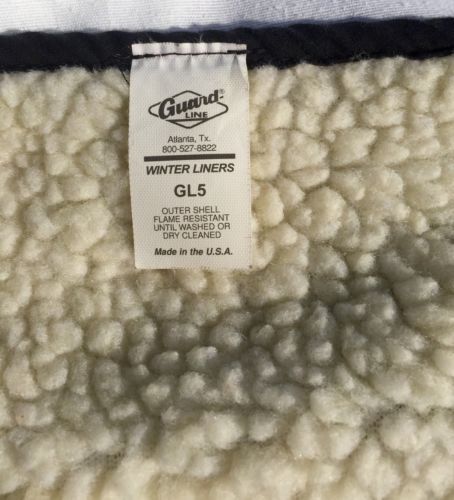 Guard®
LINE
Atlanta, Tx.
800-527-8822
WINTER LINERS
GL5
OUTER SHELL
FLAME RESISTANT
UNTIL WASHED OR
DRY CLEANED
Made in the U.S.A.